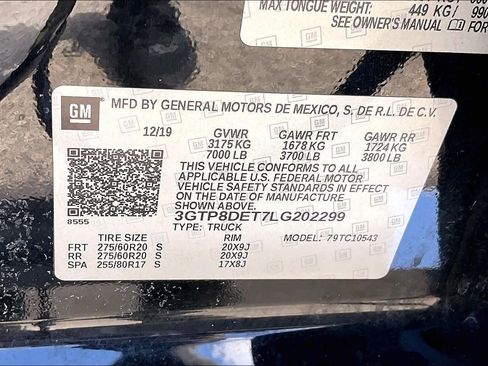 MAX TONGUE WEIGHT: 449 KG/ 990
SEE OWNER'S MANUAL FOR
GM MFD BY GENERAL MOTORS DE MEXICO, S. DE R.L. DE C.V.
12/19 GVWR GAWR FRT GAWR RR
3175 KG 1678 KG 1724 KG
7000 LB 3700 LB 3800 LB
THIS VEHICLE CONFORMS TO ALL
APPLICABLE U.S. FEDERAL MOTOR
VEHICLE SAFETY STANDARDS IN EFFECT
ON THE DATE OF MANUFACTURE
SHOWN ABOVE.
3GTP8DET7LG202299
8555 TYPE: TRUCK
TIRE SIZE RIM MODEL: 79TC10543
FRT 275/60R20 S 20X9J
RR 275/60R20 S 20X9J
SPA 255/80R17 S 17X8J